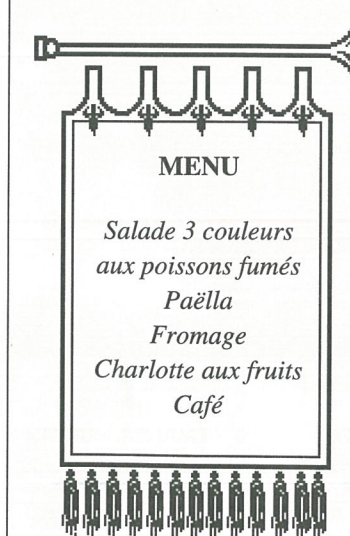 MENU
Salade 3 couleurs
aux poissons fumés
Paëlla
Fromage
Charlotte aux fruits
Café